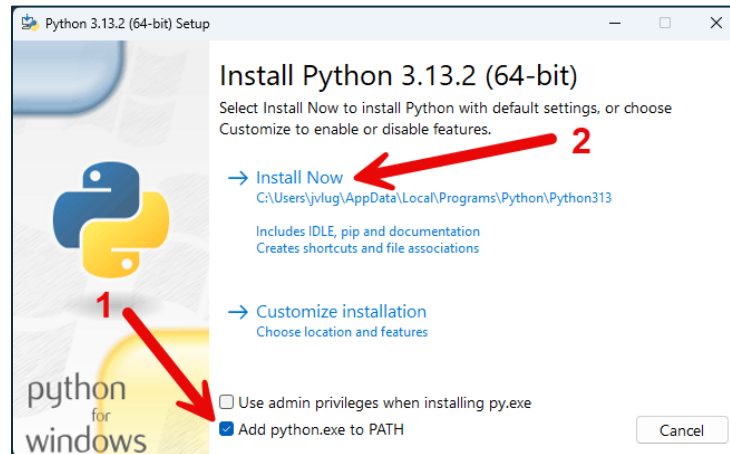 Python 3.13.2 (64-bit) Setup
Install Python 3.13.2 (64-bit)
Select Install Now to install Python with default settings, or choose
Customize to enable or disable features.
2
Install Now
C:\Users\jvlug\AppData\Local\Programs\Python\Python313
Includes IDLE, pip and documentation
Creates shortcuts and file associations
1
Customize installation
Choose location and features
python
for
windows
Use admin privileges when installing py.exe
Add python.exe to PATH
Cancel